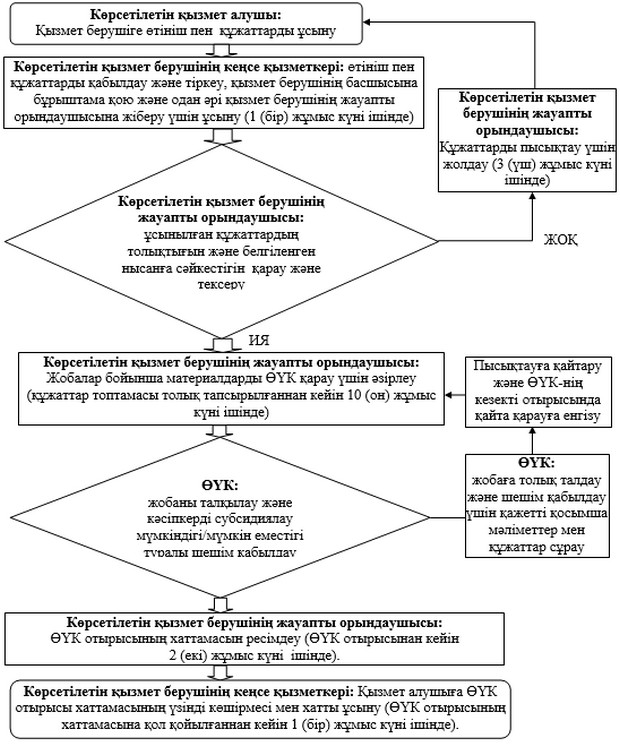 Көрсетілетін қызмет алушы:
Қызмет берушіге өтініш пен құжаттарды ұсыну
Көрсетілетін қызмет берушінің кеңсе қызметкері: өтініш пен
құжаттарды қабылдау және тіркеу, қызмет берушінің басшысына
бұрыштама қою және одан әрі қызмет берушінің жауапты
орындаушысына жіберу үшін ұсыну (1 (бір) жұмыс күні ішінде)
Көрсетілетін қызмет
берушінің жауапты
орындаушысы:
Құжаттарды пысықтау үшін
жолдау (3 (үш) жұмыс күні
ішінде)
Көрсетілетін қызмет берушінің
жауапты орындаушысы:
ұсынылған құжаттардың
толықтығын және белгіленген
нысанға сәйкестігін қарау және
тексеру
ЖОҚ
ИЯ
Көрсетілетін қызмет берушінің жауапты орындаушысы:
Жобалар бойынша материалдарды ӨҮК қарау үшін әзірлеу
(құжаттар топтамасы толық тапсырылғаннан кейін 10 (он) жұмыс
күні ішінде)
Пысықтауға қайтару
және ӨҮК-нің
кезекті отырысында
қайта қарауға енгізу
ӨҮК:
жобаны талқылау және
кәсіпкерді субсидиялау
мүмкіндігі/мүмкін еместігі
туралы шешім қабылдау
ӨҮК:
жобаға толық талдау
және шешім қабылдау
үшін қажетті қосымша
мәліметтер мен
құжаттар сұрау
Көрсетілетін қызмет берушінің жауапты орындаушысы:
ӨҮК отырысының хаттамасын ресімдеу (ӨҮК отырысынан кейін
2 (екі) жұмыс күні ішінде).
Көрсетілетін қызмет берушінің кеңсе қызметкері: Қызмет алушыға ӨҮК
отырысы хаттамасының үзінді көшірмесі мен хатты ұсыну (ӨҮК отырысының
хаттамасына қол қойылғаннан кейін 1 (бір) жұмыс күні ішінде).